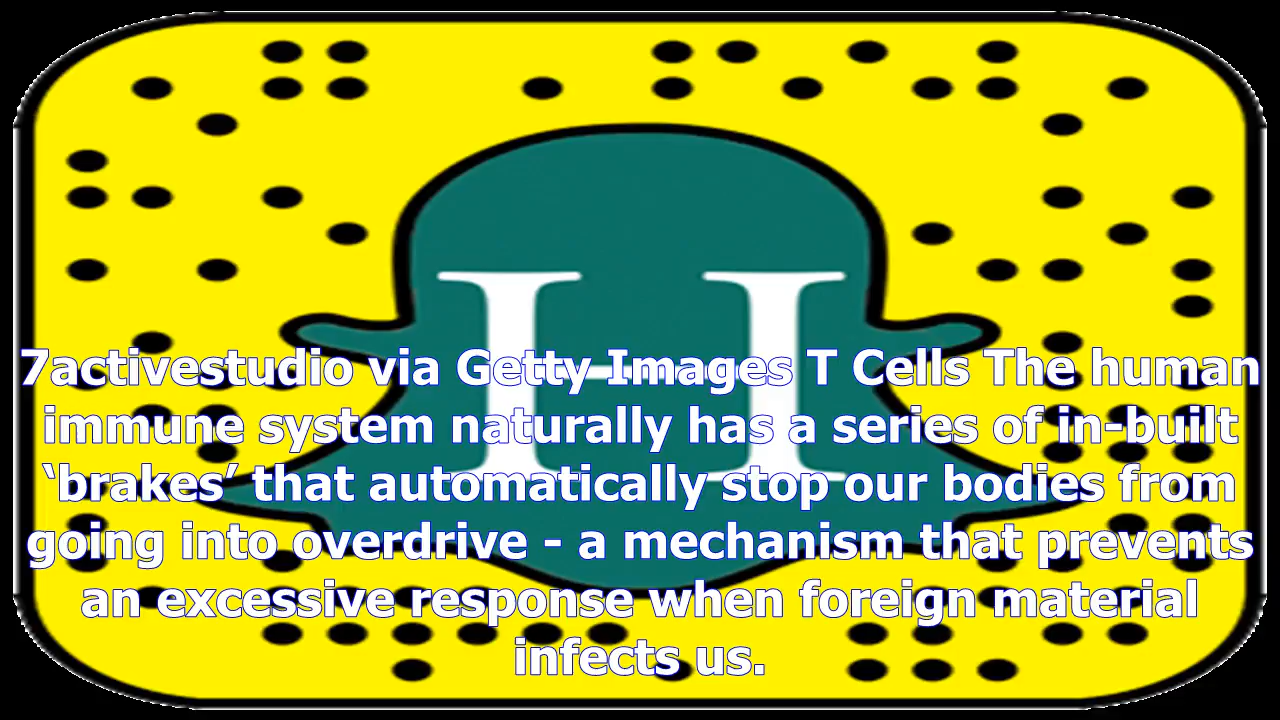 H
7activestudio via Getty Images T Cells The human
immune system naturally has a series of in-built
‘brakes’ that automatically stop our bodies from
going into overdrive - a mechanism that prevents
an excessive response when foreign material
infects us.